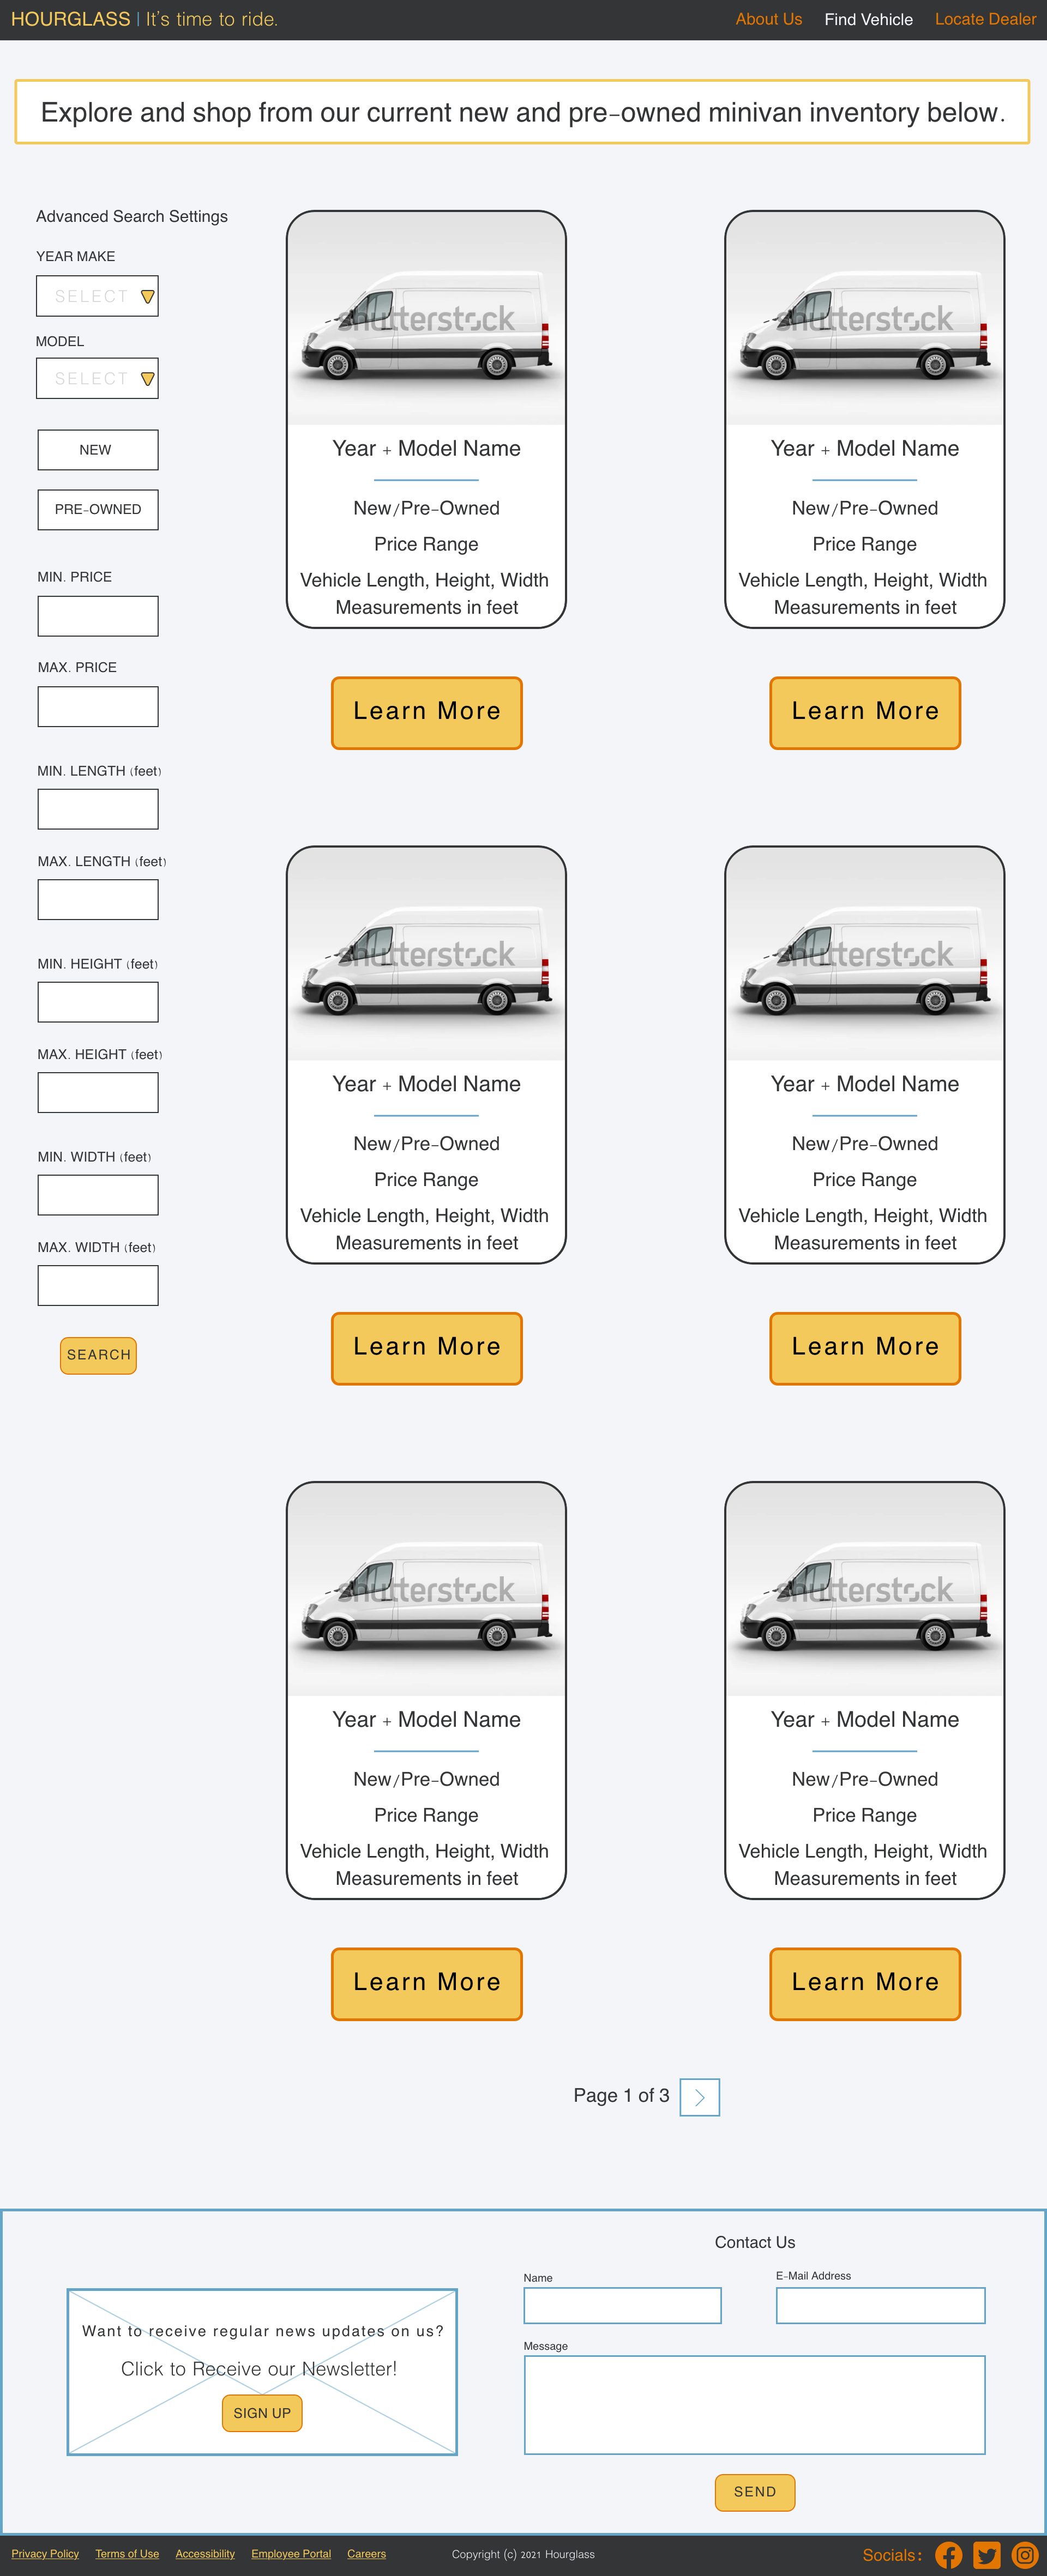 HOURGLASS | It's time to ride.
About Us Find Vehicle Locate Dealer
Explore and shop from our current new and pre-owned minivan inventory below.
Advanced Search Settings
YEAR MAKE
SELECT
MODEL
SELECT
NEW
PRE-OWNED
MIN. PRICE
MAX. PRICE
MIN. LENGTH (feet)
MAX. LENGTH (feet)
MIN. HEIGHT (feet)
MAX. HEIGHT (feet)
MIN. WIDTH (feet)
MAX. WIDTH (feet)
SEARCH
shutterstock
Year + Model Name
New/Pre-Owned
Price Range
Vehicle Length, Height, Width
Measurements in feet
Learn More
shutterstock
Year + Model Name
New/Pre-Owned
Price Range
Vehicle Length, Height, Width
Measurements in feet
Learn More
shutterstock
Year + Model Name
New/Pre-Owned
Price Range
Vehicle Length, Height, Width
Measurements in feet
Learn More
shutterstock
Year + Model Name
New/Pre-Owned
Price Range
Vehicle Length, Height, Width
Measurements in feet
Learn More
shutterstock
Year + Model Name
New/Pre-Owned
Price Range
Vehicle Length, Height, Width
Measurements in feet
Learn More
shutterstock
Year + Model Name
New/Pre-Owned
Price Range
Vehicle Length, Height, Width
Measurements in feet
Learn More
Page 1 of 3
Want to receive regular news updates on us?
Click to Receive our Newsletter!
SIGN UP
Contact Us
Name
E-Mail Address
Message
SEND
Privacy Policy Terms of Use Accessibility Employee Portal Careers
Copyright (c) 2021 Hourglass
Socials: